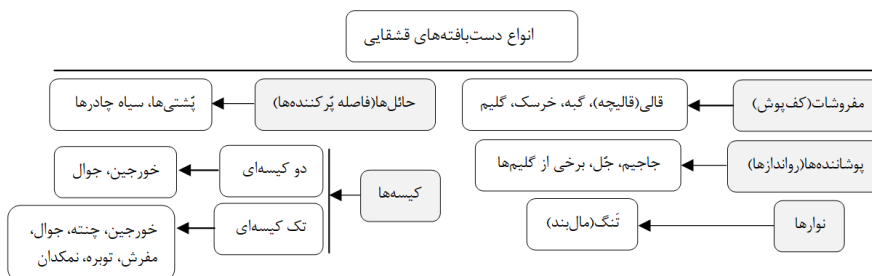 انواع دست‌بافته‌های قشقایی
مفروشات(کف‌پوش)
قالی(قالیچه)، گبه، خرسک، گلیم
حائل‌ها(فاصله پّرکننده‌ها)
پّشتی‌ها، سیاه چادرها
پوشاننده‌ها(رواندازها)
جاجیم، جّل، برخی از گلیم‌ها
نوارها
تَنگ(مال‌بند)
کیسه‌ها
دو کیسه‌ای
خورجین، جوال
تک کیسه‌ای
خورجین، چنته، جوال،
مفرش، توبره، نمکدان